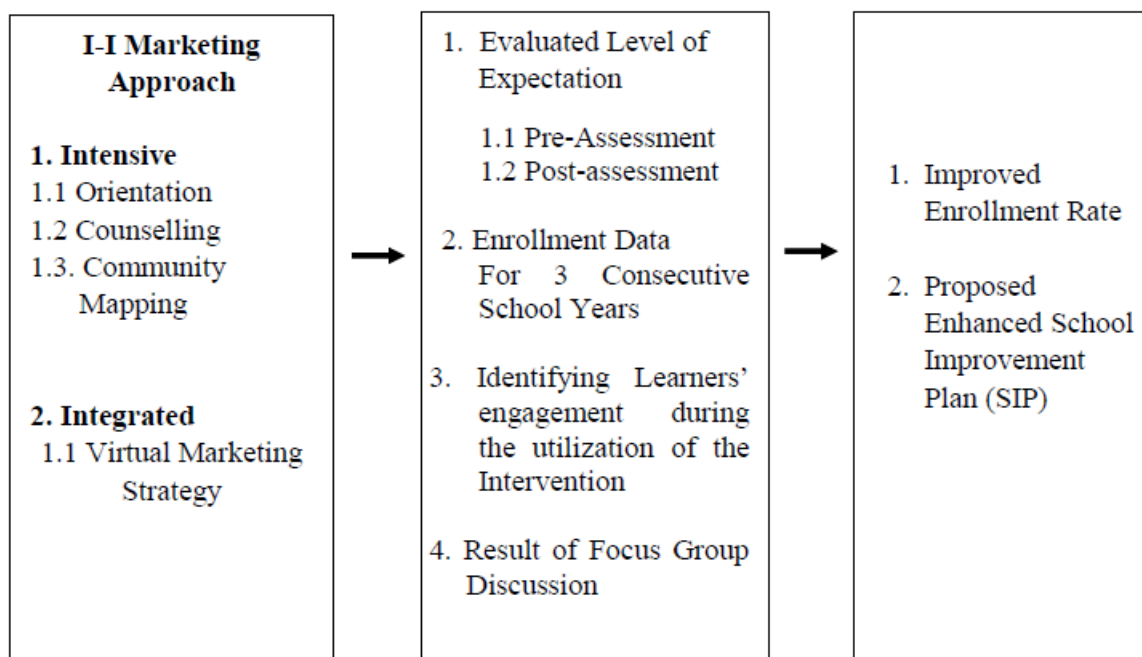 I-I Marketing
Approach
1. Intensive
1.1 Orientation
1.2 Counselling
1.3. Community
Mapping
2. Integrated
1.1 Virtual Marketing
Strategy
1. Evaluated Level of
Expectation
1.1 Pre-Assessment
1.2 Post-assessment
2. Enrollment Data
For 3 Consecutive
School Years
3. Identifying Learners’
engagement during
the utilization of the
Intervention
4. Result of Focus Group
Discussion
1. Improved
Enrollment Rate
2. Proposed
Enhanced School
Improvement
Plan (SIP)